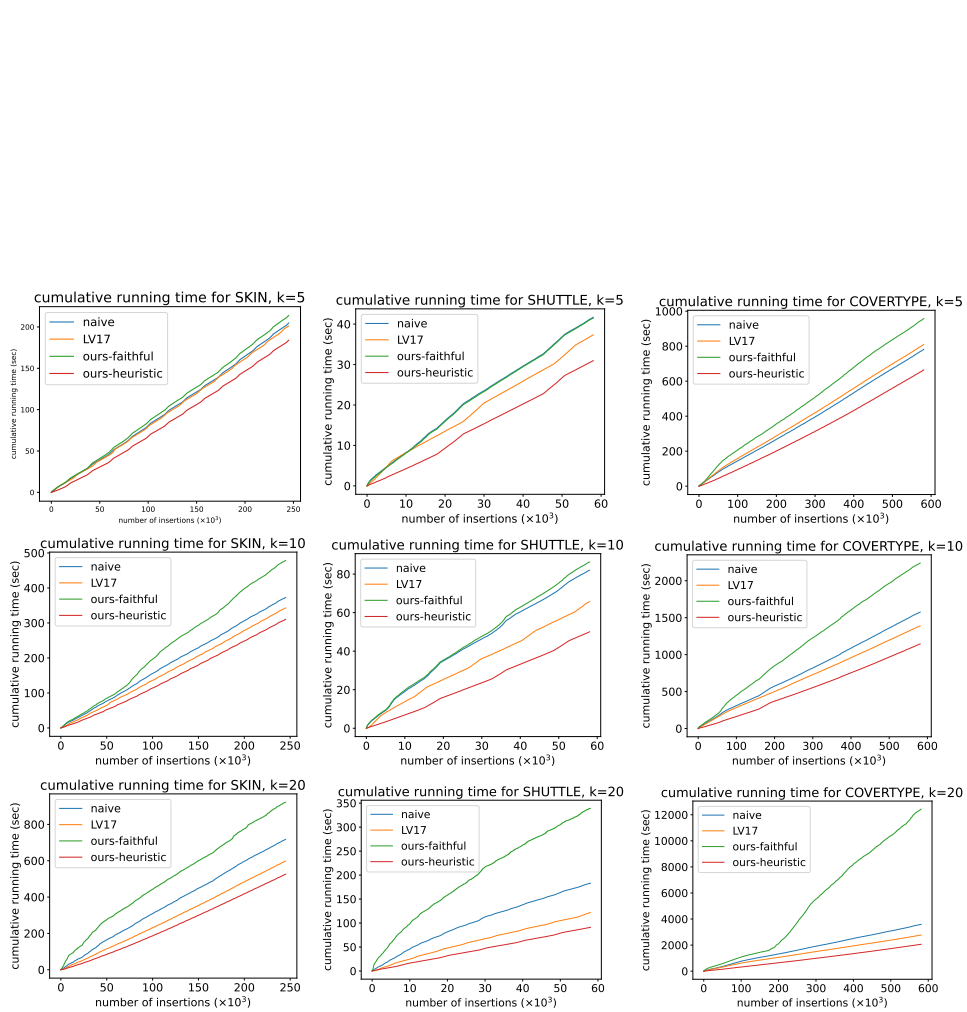 cumulative running time for SKIN, k=5
cumulative running time (sec)
200
150
100
50
0
naive
LV17
ours-faithful
ours-heuristic
0 50 100 150 200 250
number of insertions (×10³)
cumulative running time for SHUTTLE, k=5
cumulative running time (sec)
40
30
20
10
0
naive
LV17
ours-faithful
ours-heuristic
0 10 20 30 40 50 60
number of insertions (×10³)
cumulative running time for COVERTYPE, k=5
cumulative running time (sec)
1000
800
600
400
200
0
naive
LV17
ours-faithful
ours-heuristic
0 100 200 300 400 500 600
number of insertions (×10³)
cumulative running time for SKIN, k=10
cumulative running time (sec)
500
400
300
200
100
0
naive
LV17
ours-faithful
ours-heuristic
0 50 100 150 200 250
number of insertions (×10³)
cumulative running time for SHUTTLE, k=10
cumulative running time (sec)
80
60
40
20
0
naive
LV17
ours-faithful
ours-heuristic
0 10 20 30 40 50 60
number of insertions (×10³)
cumulative running time for COVERTYPE, k=10
cumulative running time (sec)
2000
1500
1000
500
0
naive
LV17
ours-faithful
ours-heuristic
0 100 200 300 400 500 600
number of insertions (×10³)
cumulative running time for SKIN, k=20
cumulative running time (sec)
800
600
400
200
0
naive
LV17
ours-faithful
ours-heuristic
0 50 100 150 200 250
number of insertions (×10³)
cumulative running time for SHUTTLE, k=20
cumulative running time (sec)
350
300
250
200
150
100
50
0
naive
LV17
ours-faithful
ours-heuristic
0 10 20 30 40 50 60
number of insertions (×10³)
cumulative running time for COVERTYPE, k=20
cumulative running time (sec)
12000
10000
8000
6000
4000
2000
0
naive
LV17
ours-faithful
ours-heuristic
0 100 200 300 400 500 600
number of insertions (×10³)